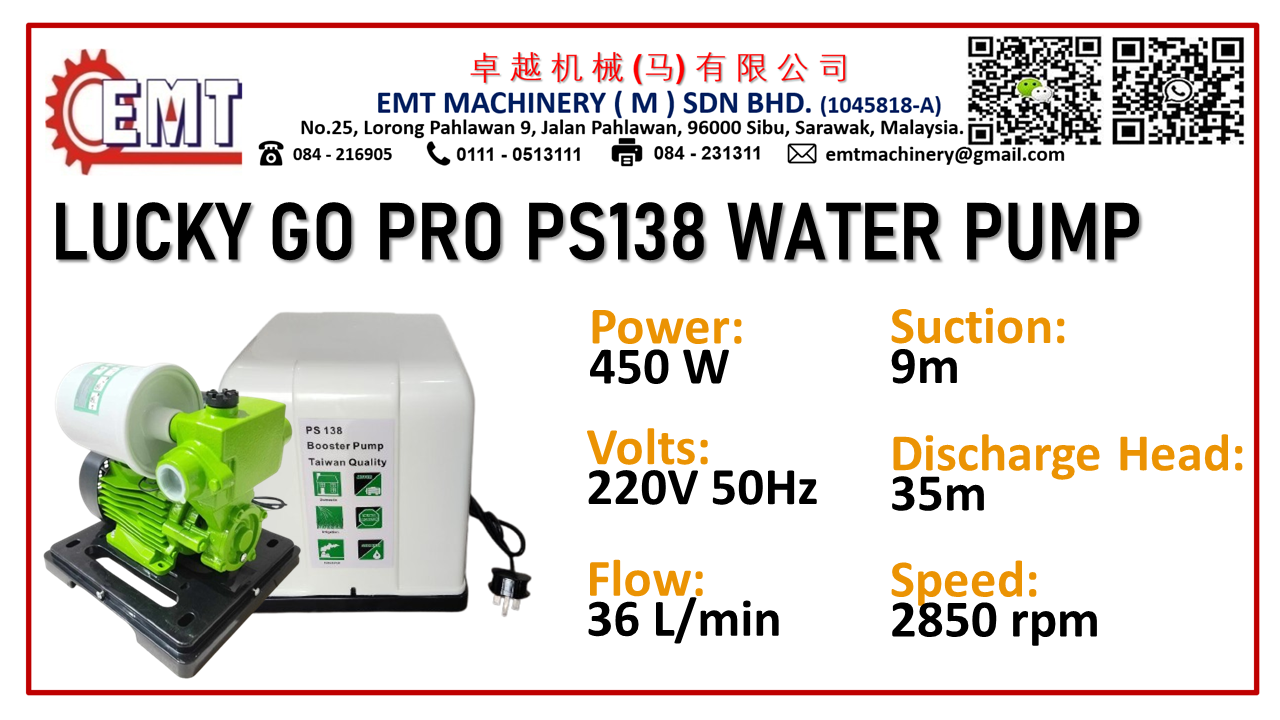 EMT
卓越机械(马)有限公司
EMT MACHINERY ( M ) SDN BHD. (1045818-A)
No.25, Lorong Pahlawan 9, Jalan Pahlawan, 96000 Sibu, Sarawak, Malaysia.
084 - 216905 0111 - 0513111 084 - 231311 emtmachinery@gmail.com
LUCKY GO PRO PS138 WATER PUMP
Power:
450 W
Suction:
9m
Volts:
220V 50Hz
Discharge Head:
35m
Flow:
36 L/min
Speed:
2850 rpm
PS 138
Booster Pump
Taiwan Quality